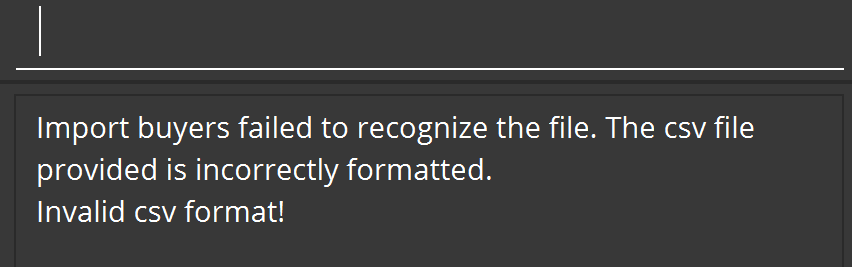 Import buyers failed to recognize the file. The csv file
provided is incorrectly formatted.
Invalid csv format!